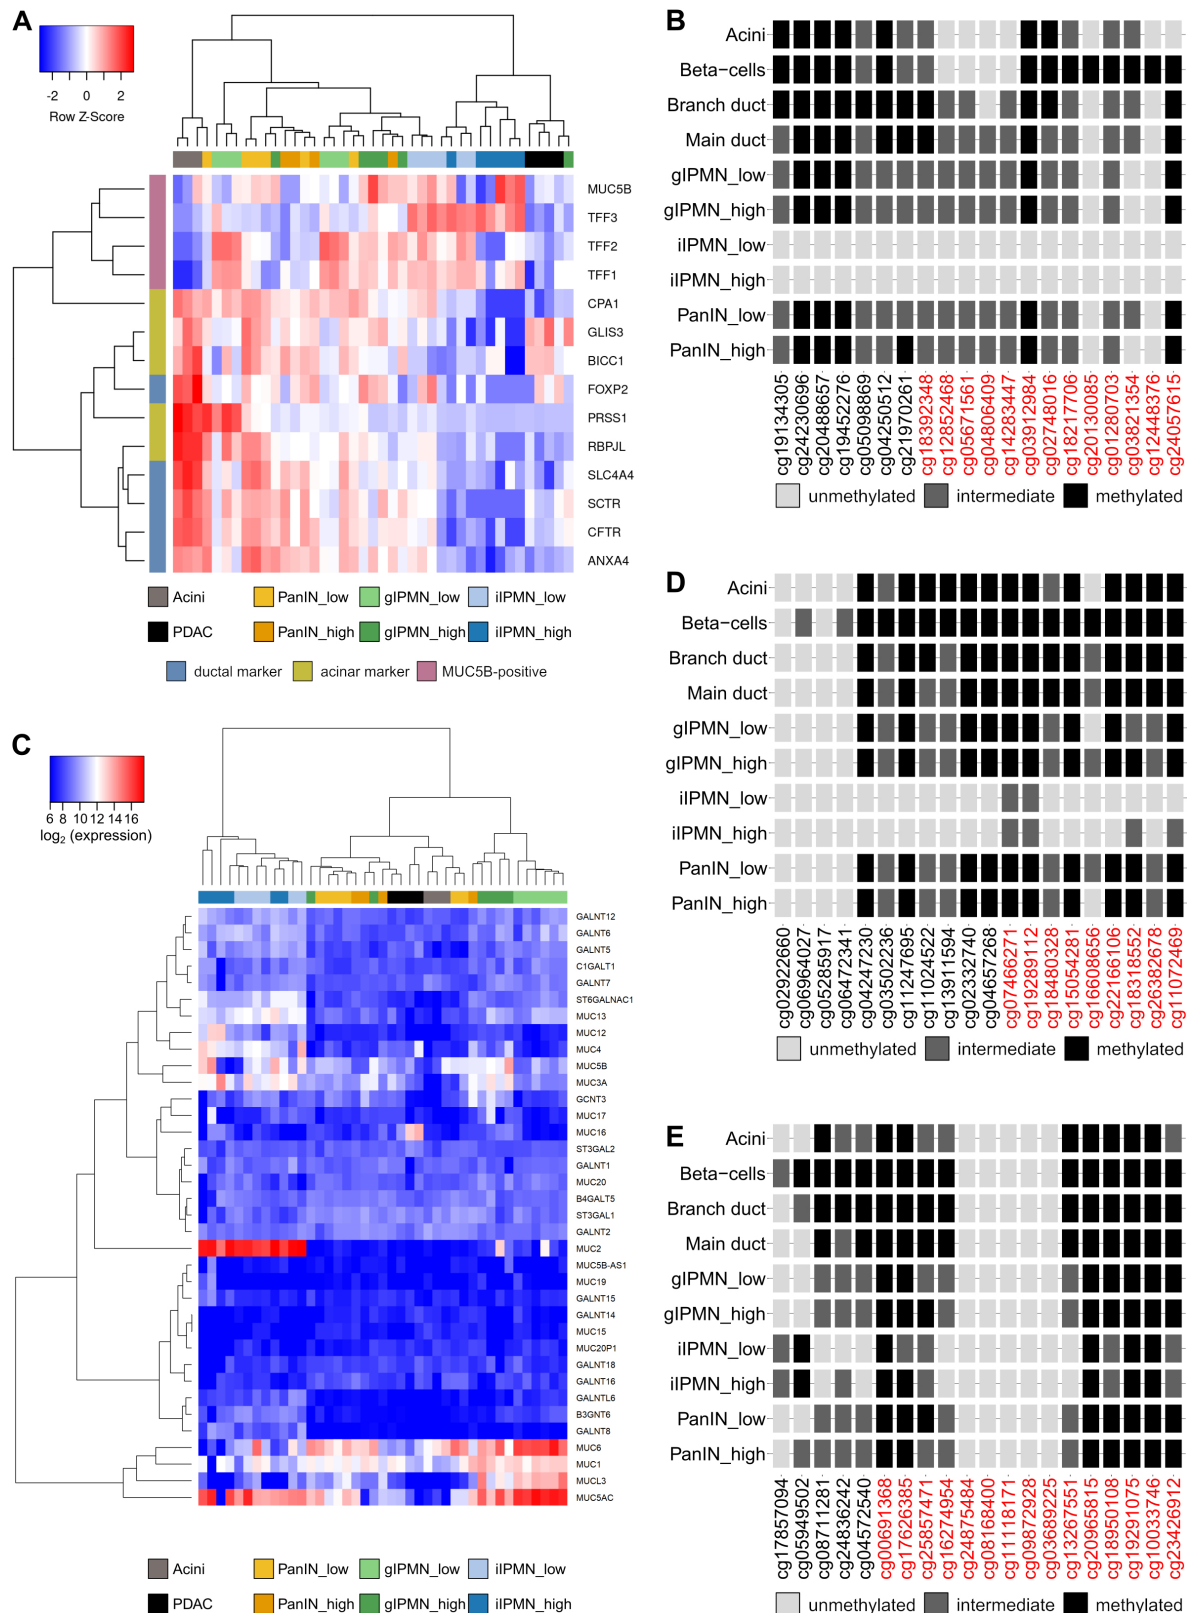 A
-2 0 2
Row Z-Score
MUC5B
TFF3
TFF2
TFF1
CPA1
GLIS3
BICC1
FOXP2
PRSS1
RBPJL
SLC4A4
SCTR
CFTR
ANXA4
Acini PanIN_low gIPMN_low iIPMN_low
PDAC PanIN_high gIPMN_high iIPMN_high
ductal marker acinar marker MUC5B-positive
B
Acini
Beta-cells
Branch duct
Main duct
gIPMN_low
gIPMN_high
iIPMN_low
iIPMN_high
PanIN_low
PanIN_high
cg19134305
cg24230696
cg20488657
cg19452276
cg05098869
cg04250512
cg21970261
cg18392348
cg12852468
cg05671561
cg04806409
cg14283447
cg03912984
cg02748016
cg18217706
cg20130085
cg01280703
cg03821354
cg12448376
cg24057615
unmethylated intermediate methylated
C
6 8 10 12 14 16
log2 (expression)
GALNT12
GALNT6
GALNT5
C1GALT1
GALNT7
ST6GALNAC1
MUC13
MUC12
MUC4
MUC5B
MUC3A
GCNT3
MUC17
MUC16
ST3GAL2
GALNT1
MUC20
B4GALT5
ST3GAL1
GALNT2
MUC2
MUC5B-AS1
MUC19
GALNT15
GALNT14
MUC15
MUC20P1
GALNT18
GALNT16
GALNTL6
B3GNT6
GALNT8
MUC6
MUC1
MUCL3
MUC5AC
Acini PanIN_low gIPMN_low iIPMN_low
PDAC PanIN_high gIPMN_high iIPMN_high
D
Acini
Beta-cells
Branch duct
Main duct
gIPMN_low
gIPMN_high
iIPMN_low
iIPMN_high
PanIN_low
PanIN_high
cg02922660
cg06964027
cg05285917
cg06472341
cg04247230
cg03502236
cg11247695
cg11024522
cg13911594
cg02332740
cg04657268
cg07466271
cg19289112
cg18480328
cg15054281
cg16608656
cg22166106
cg18318552
cg26382678
cg11072469
unmethylated intermediate methylated
E
Acini
Beta-cells
Branch duct
Main duct
gIPMN_low
gIPMN_high
iIPMN_low
iIPMN_high
PanIN_low
PanIN_high
cg17857094
cg05949502
cg08711281
cg24836242
cg04572540
cg00691368
cg17626385
cg25857471
cg16274954
cg24875484
cg08168400
cg11118171
cg09872928
cg03689225
cg13267551
cg20965815
cg18950108
cg19291075
cg10033746
cg23426912
unmethylated intermediate methylated